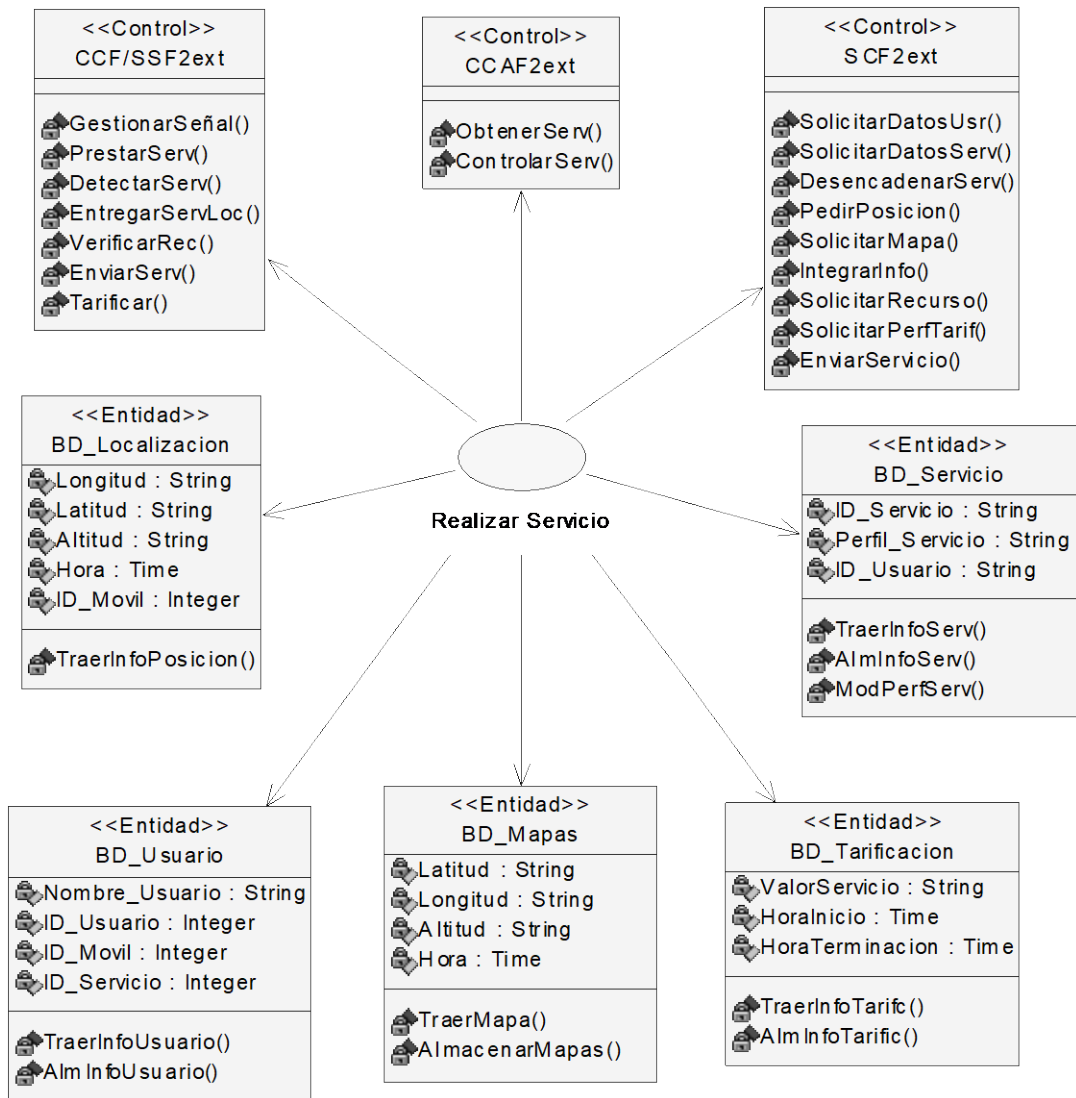 <<Control>>
CCF/SSF2ext
GestionarSeñal()
PrestarServ()
DetectarServ()
EntregarServLoc()
VerificarRec()
EnviarServ()
Tarificar()
<<Control>>
CCAF2ext
ObtenerServ()
ControlarServ()
<<Control>>
SCF2ext
SolicitarDatosUsr()
SolicitarDatosServ()
DesencadenarServ()
PedirPosicion()
SolicitarMapa()
IntegrarInfo()
SolicitarRecurso()
SolicitarPerfTarif()
EnviarServicio()
<<Entidad>>
BD_Localizacion
Longitud : String
Latitud : String
Altitud : String
Hora : Time
ID_Movil : Integer
TraerInfoPosicion()
Realizar Servicio
<<Entidad>>
BD_Servicio
ID_Servicio : String
Perfil_Servicio : String
ID_Usuario : String
TraerInfoServ()
AlmInfoServ()
ModPerfServ()
<<Entidad>>
BD_Usuario
Nombre_Usuario : String
ID_Usuario : Integer
ID_Movil : Integer
ID_Servicio : Integer
TraerInfoUsuario()
AlmInfoUsuario()
<<Entidad>>
BD_Mapas
Latitud : String
Longitud : String
Altitud : String
Hora : Time
TraerMapa()
AlmacenarMapas()
<<Entidad>>
BD_Tarificacion
ValorServicio : String
HoraInicio : Time
HoraTerminacion : Time
TraerInfoTarifc()
AlmInfoTarific()